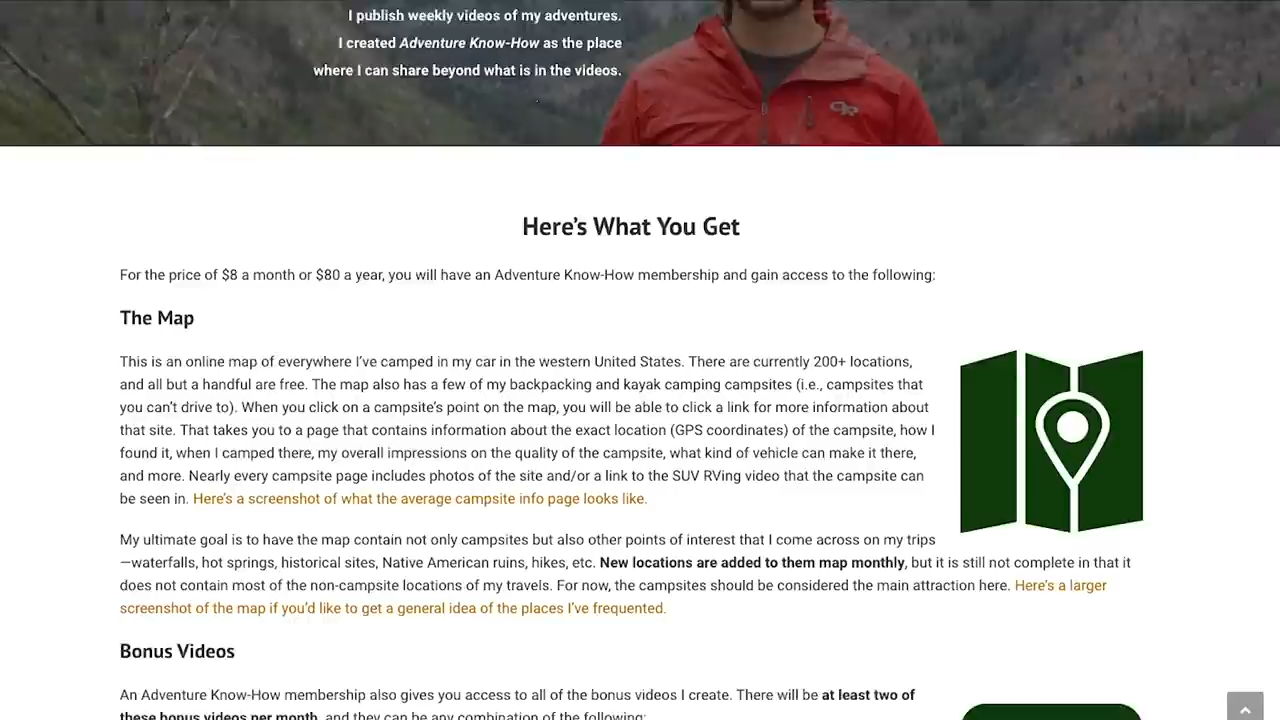 I publish weekly videos of my adventures.
I created Adventure Know-How as the place
where I can share beyond what is in the videos.
OR
Here's What You Get
For the price of $8 a month or $80 a year, you will have an Adventure Know-How membership and gain access to the following:
The Map
This is an online map of everywhere I've camped in my car in the western United States. There are currently 200+ locations,
and all but a handful are free. The map also has a few of my backpacking and kayak camping campsites (i.e., campsites that
you can't drive to). When you click on a campsite's point on the map, you will be able to click a link for more information about
that site. That takes you to a page that contains information about the exact location (GPS coordinates) of the campsite, how I
found it, when I camped there, my overall impressions on the quality of the campsite, what kind of vehicle can make it there,
and more. Nearly every campsite page includes photos of the site and/or a link to the SUV RVing video that the campsite can
be seen in. Here's a screenshot of what the average campsite info page looks like.
My ultimate goal is to have the map contain not only campsites but also other points of interest that I come across on my trips
—waterfalls, hot springs, historical sites, Native American ruins, hikes, etc. New locations are added to them map monthly, but it is still not complete in that it
does not contain most of the non-campsite locations of my travels. For now, the campsites should be considered the main attraction here. Here's a larger
screenshot of the map if you'd like to get a general idea of the places I've frequented.
Bonus Videos
An Adventure Know-How membership also gives you access to all of the bonus videos I create. There will be at least two of
these bonus videos per month, and they can be any combination of the following: